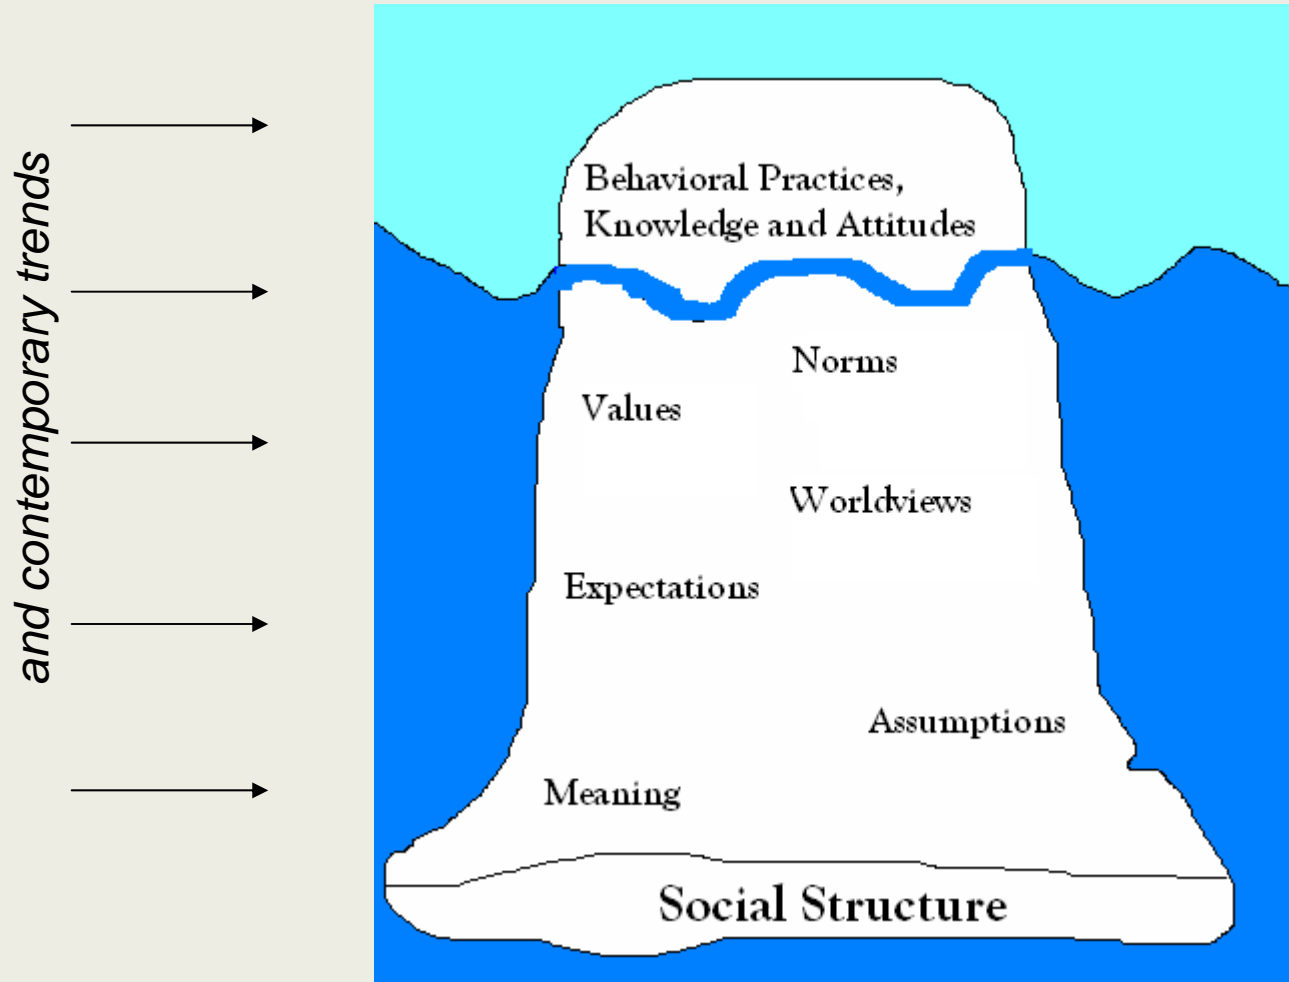 and contemporary trends
Behavioral Practices,
Knowledge and Attitudes
Norms
Values
Worldviews
Expectations
Assumptions
Meaning
Social Structure